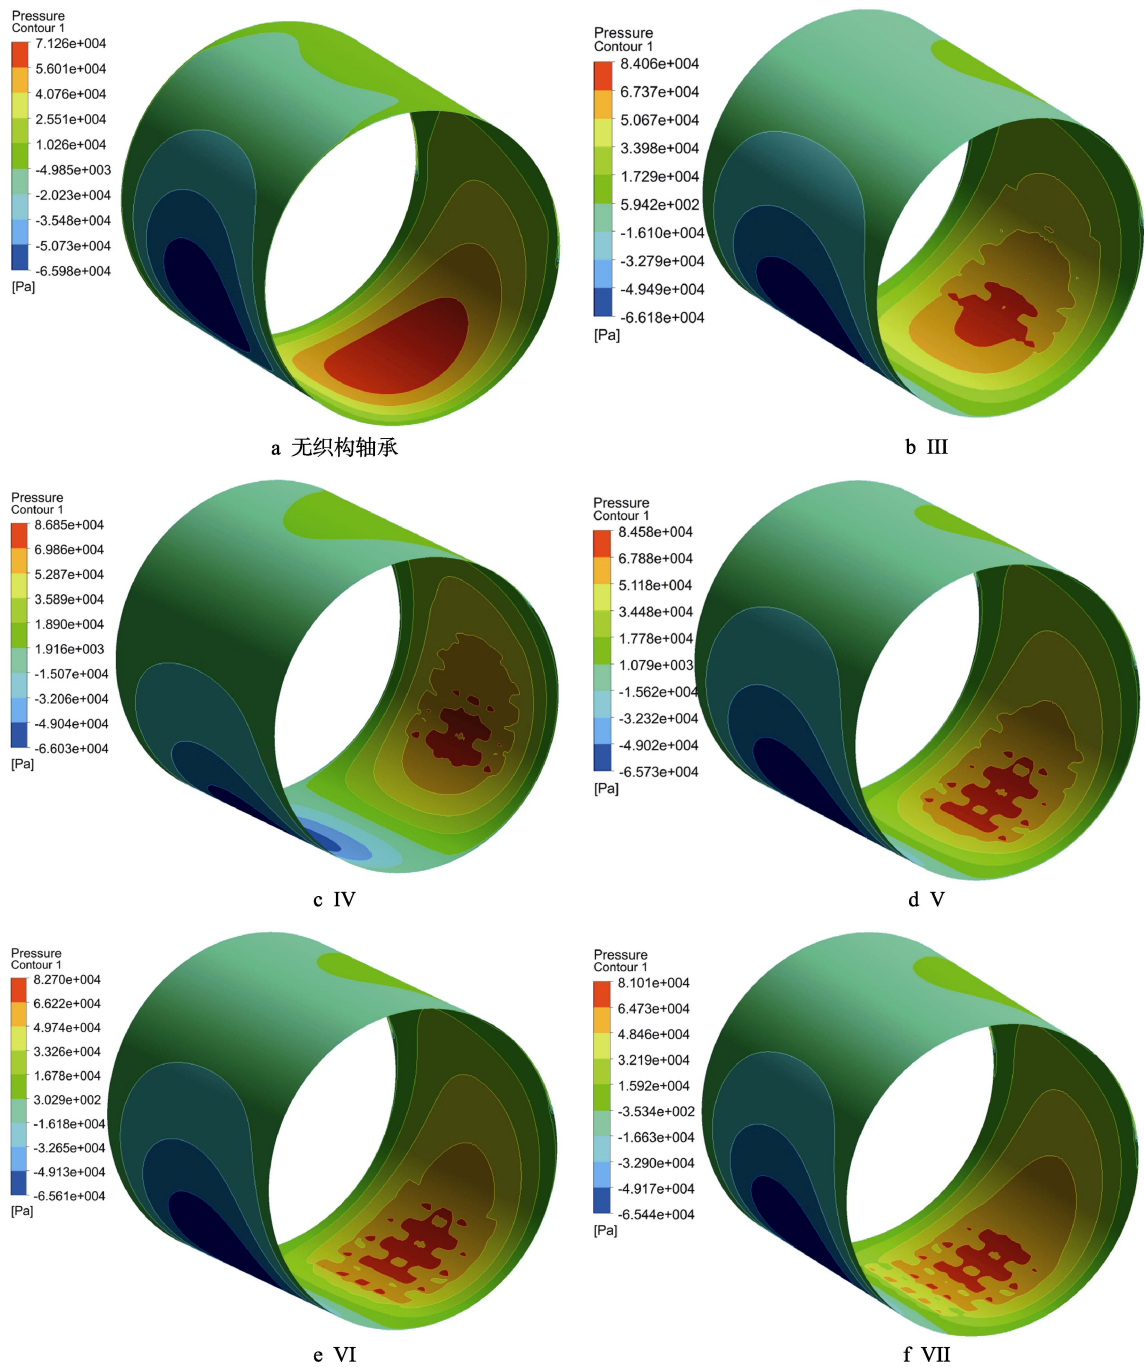 Pressure
Contour 1
7.126e+004
5.601e+004
4.076e+004
2.551e+004
1.026e+004
-4.985e+003
-2.023e+004
-3.548e+004
-5.073e+004
-6.598e+004
[Pa]
a 无织构轴承
Pressure
Contour 1
8.406e+004
6.737e+004
5.067e+004
3.398e+004
1.729e+004
5.942e+002
-1.610e+004
-3.279e+004
-4.949e+004
-6.618e+004
[Pa]
b III
Pressure
Contour 1
8.685e+004
6.986e+004
5.287e+004
3.589e+004
1.890e+004
1.916e+003
-1.507e+004
-3.206e+004
-4.904e+004
-6.603e+004
[Pa]
c IV
Pressure
Contour 1
8.458e+004
6.788e+004
5.118e+004
3.448e+004
1.778e+004
1.079e+003
-1.562e+004
-3.232e+004
-4.902e+004
-6.573e+004
[Pa]
d V
Pressure
Contour 1
8.270e+004
6.622e+004
4.974e+004
3.326e+004
1.678e+004
3.029e+002
-1.618e+004
-3.265e+004
-4.913e+004
-6.561e+004
[Pa]
e VI
Pressure
Contour 1
8.101e+004
6.473e+004
4.846e+004
3.219e+004
1.592e+004
-3.534e+002
-1.663e+004
-3.290e+004
-4.917e+004
-6.544e+004
[Pa]
f VII